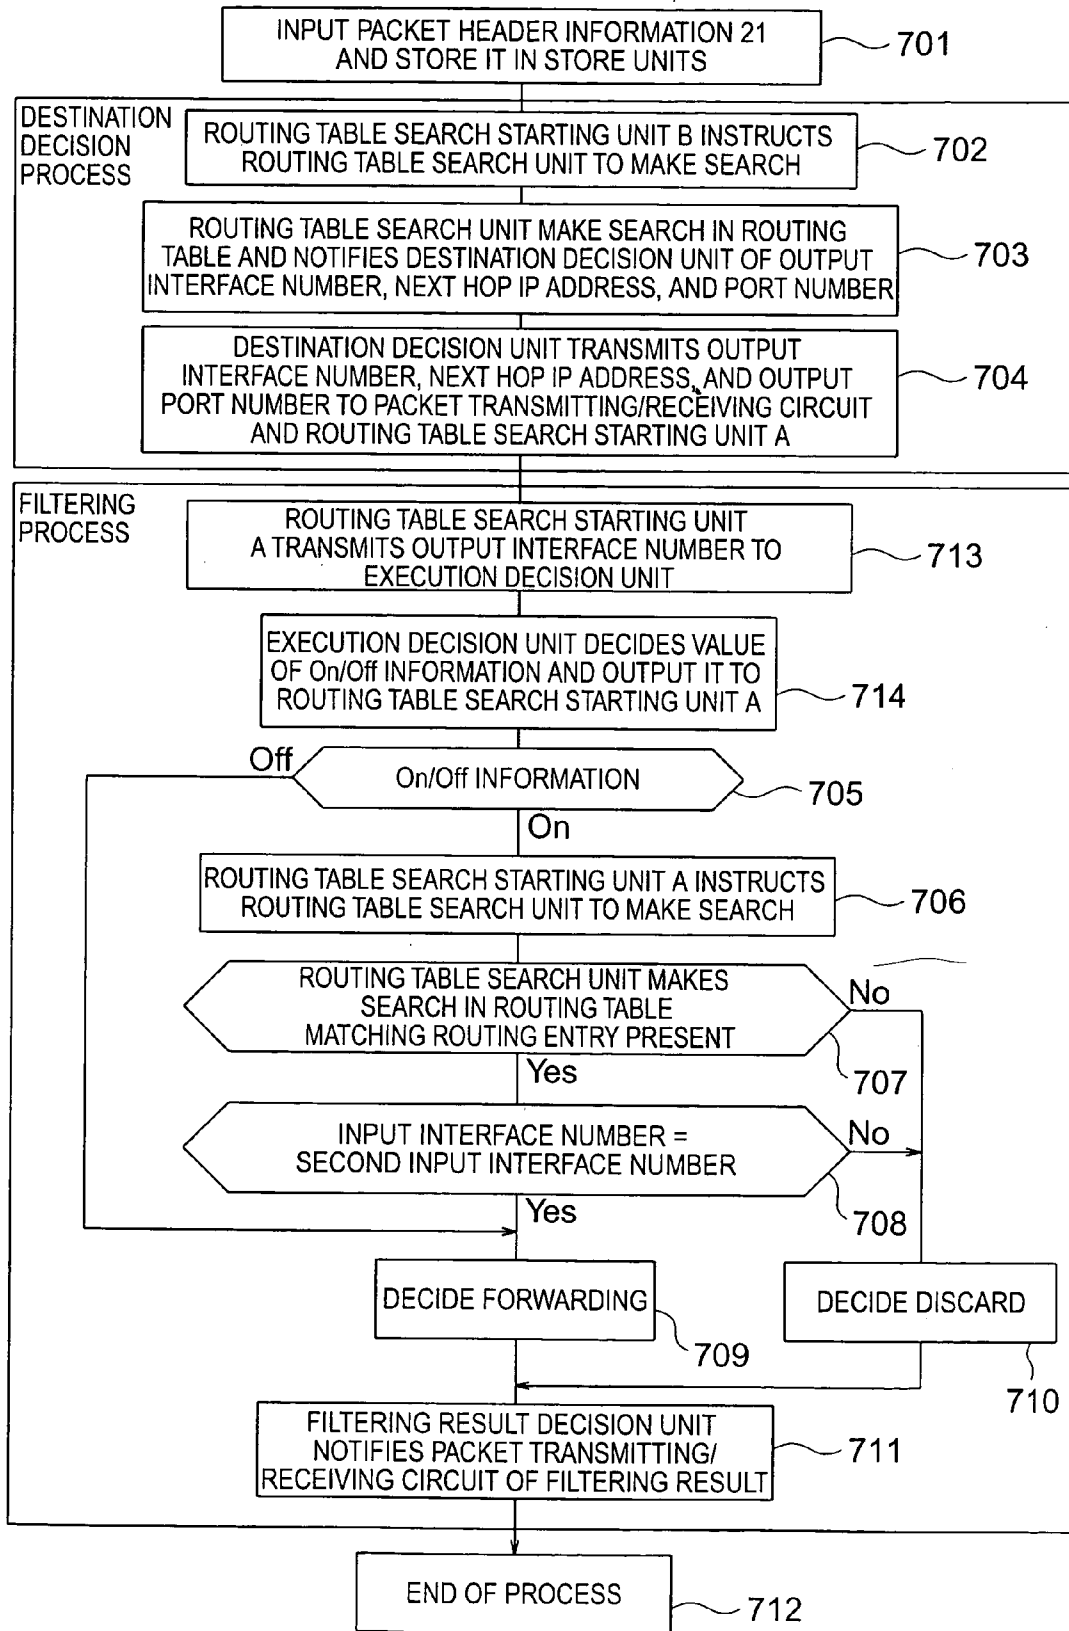 INPUT PACKET HEADER INFORMATION 21
AND STORE IT IN STORE UNITS
701
DESTINATION
DECISION
PROCESS
ROUTING TABLE SEARCH STARTING UNIT B INSTRUCTS
ROUTING TABLE SEARCH UNIT TO MAKE SEARCH
702
ROUTING TABLE SEARCH UNIT MAKE SEARCH IN ROUTING
TABLE AND NOTIFIES DESTINATION DECISION UNIT OF OUTPUT
INTERFACE NUMBER, NEXT HOP IP ADDRESS, AND PORT NUMBER
703
DESTINATION DECISION UNIT TRANSMITS OUTPUT
INTERFACE NUMBER, NEXT HOP IP ADDRESS, AND OUTPUT
PORT NUMBER TO PACKET TRANSMITTING/RECEIVING CIRCUIT
AND ROUTING TABLE SEARCH STARTING UNIT A
704
FILTERING
PROCESS
ROUTING TABLE SEARCH STARTING UNIT
A TRANSMITS OUTPUT INTERFACE NUMBER TO
EXECUTION DECISION UNIT
713
EXECUTION DECISION UNIT DECIDES VALUE
OF On/Off INFORMATION AND OUTPUT IT TO
ROUTING TABLE SEARCH STARTING UNIT A
714
Off
On/Off INFORMATION
705
On
ROUTING TABLE SEARCH STARTING UNIT A INSTRUCTS
ROUTING TABLE SEARCH UNIT TO MAKE SEARCH
706
ROUTING TABLE SEARCH UNIT MAKES
SEARCH IN ROUTING TABLE
MATCHING ROUTING ENTRY PRESENT
No
707
Yes
INPUT INTERFACE NUMBER =
SECOND INPUT INTERFACE NUMBER
No
708
Yes
DECIDE FORWARDING
709
DECIDE DISCARD
710
FILTERING RESULT DECISION UNIT
NOTIFIES PACKET TRANSMITTING/
RECEIVING CIRCUIT OF FILTERING RESULT
711
END OF PROCESS
712